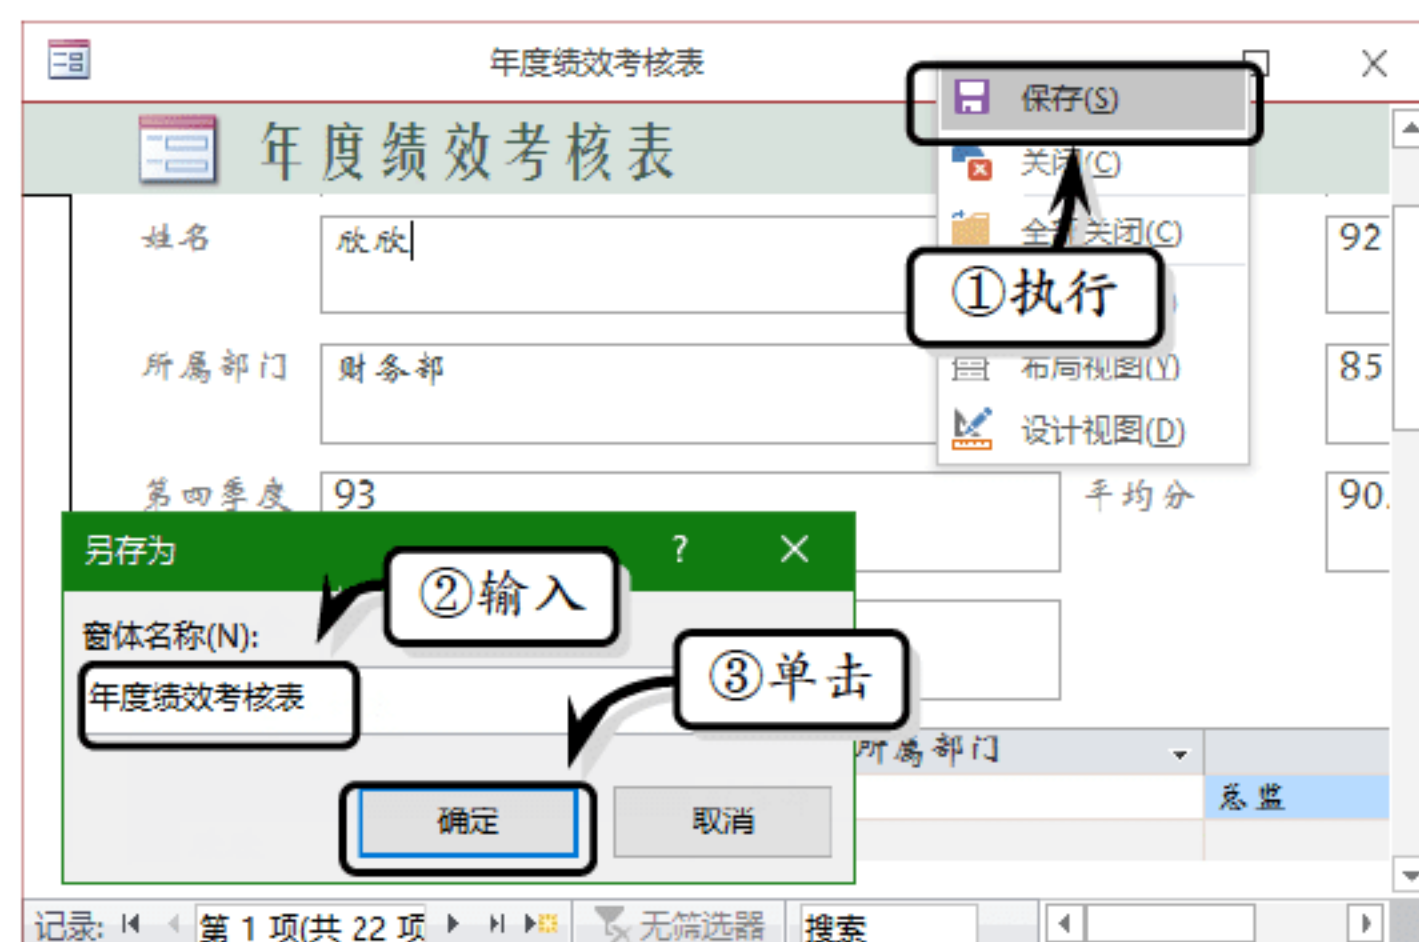 年度绩效考核表
年度绩效考核表
保存(S)
关闭(C)
全部关闭(C)
①执行
布局视图(Y)
设计视图(D)
姓名
欣欣
92
所属部门
财务部
85
第四季度
93
平均分
90.
另存为
?
②输入
窗体名称(N):
年度绩效考核表
③单击
确定
取消
所属部门
总监
记录:
第 1 项(共 22 项
无筛选器
搜索